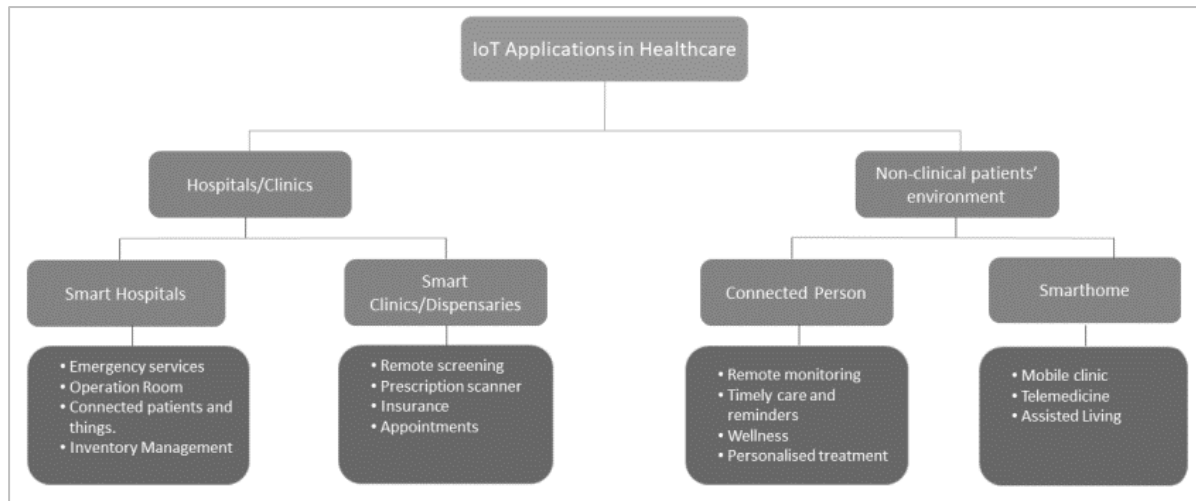 IoT Applications in Healthcare
Hospitals/Clinics
Non-clinical patients'
environment
Smart Hospitals
Smart
Clinics/Dispensaries
Connected Person
Smarthome
• Emergency services
• Operation Room
• Connected patients and
things.
• Inventory Management
• Remote screening
• Prescription scanner
• Insurance
• Appointments
• Remote monitoring
• Timely care and
reminders
• Wellness
• Personalised treatment
• Mobile clinic
• Telemedicine
• Assisted Living